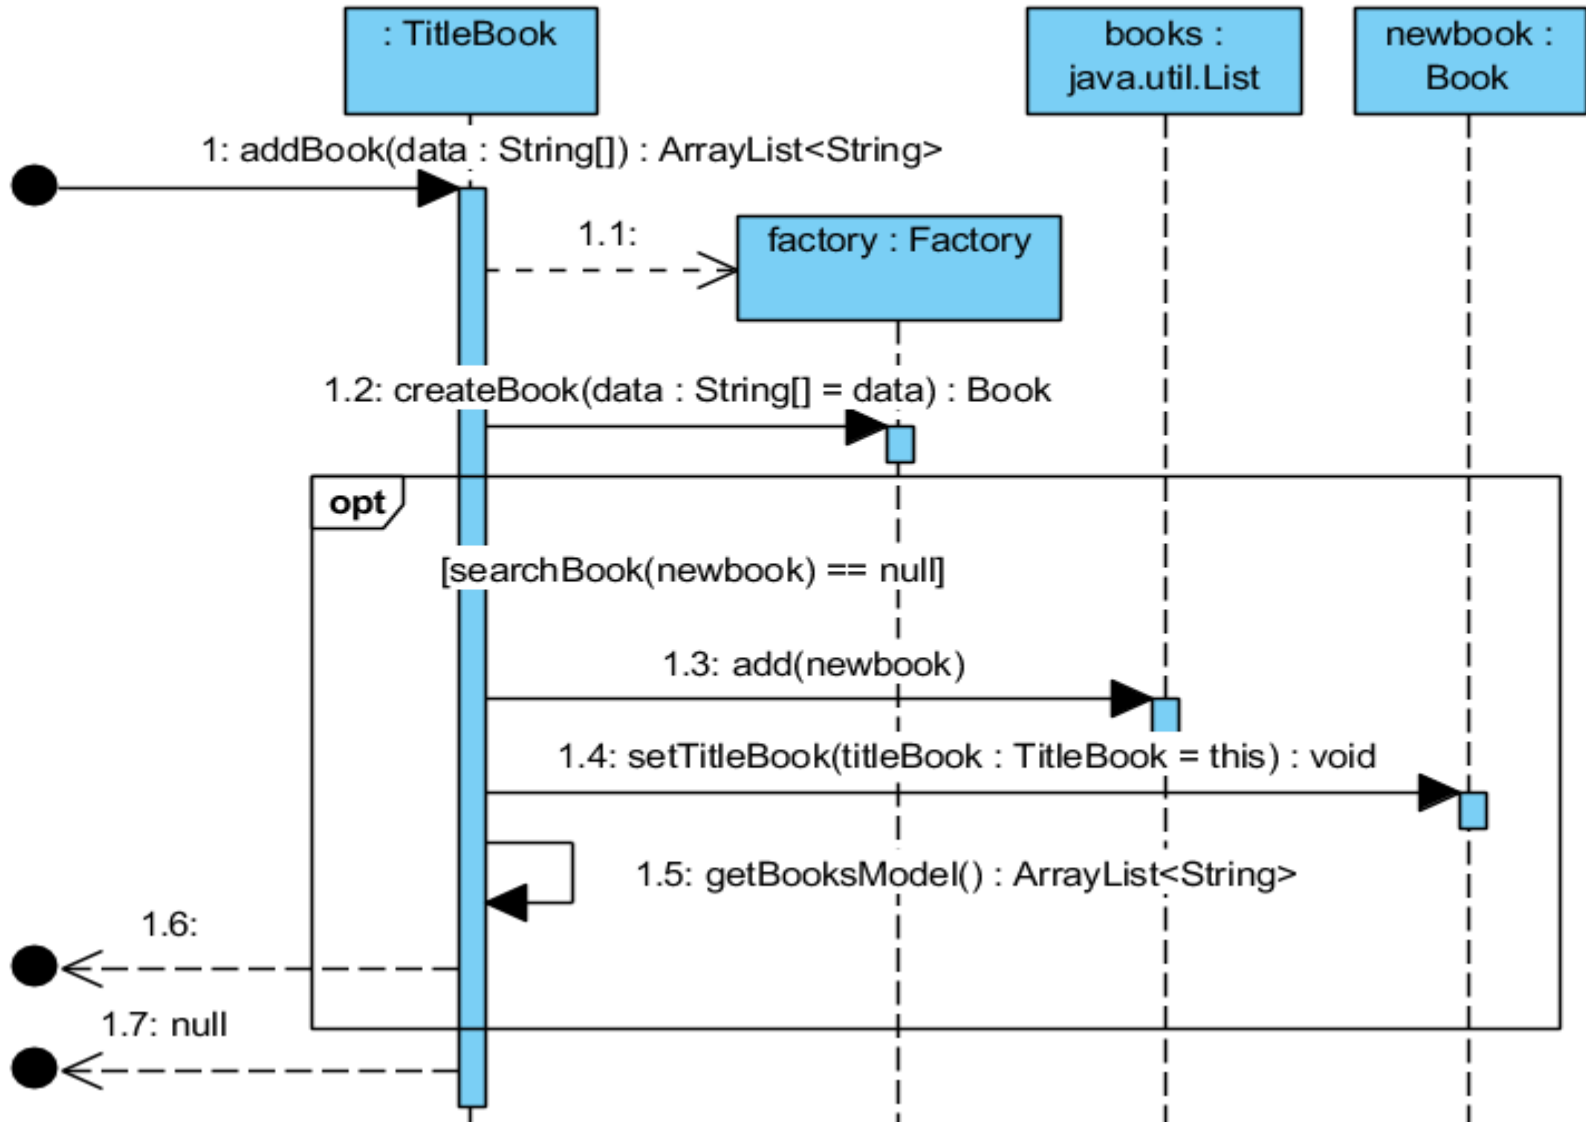 : TitleBook
books :
java.util.List
newbook :
Book
1: addBook(data : String[]) : ArrayList<String>
1.1:
factory : Factory
1.2: createBook(data : String[] = data) : Book
opt
[searchBook(newbook) == null]
1.3: add(newbook)
1.4: setTitleBook(titleBook : TitleBook = this) : void
1.5: getBooksModel() : ArrayList<String>
1.6:
1.7: null